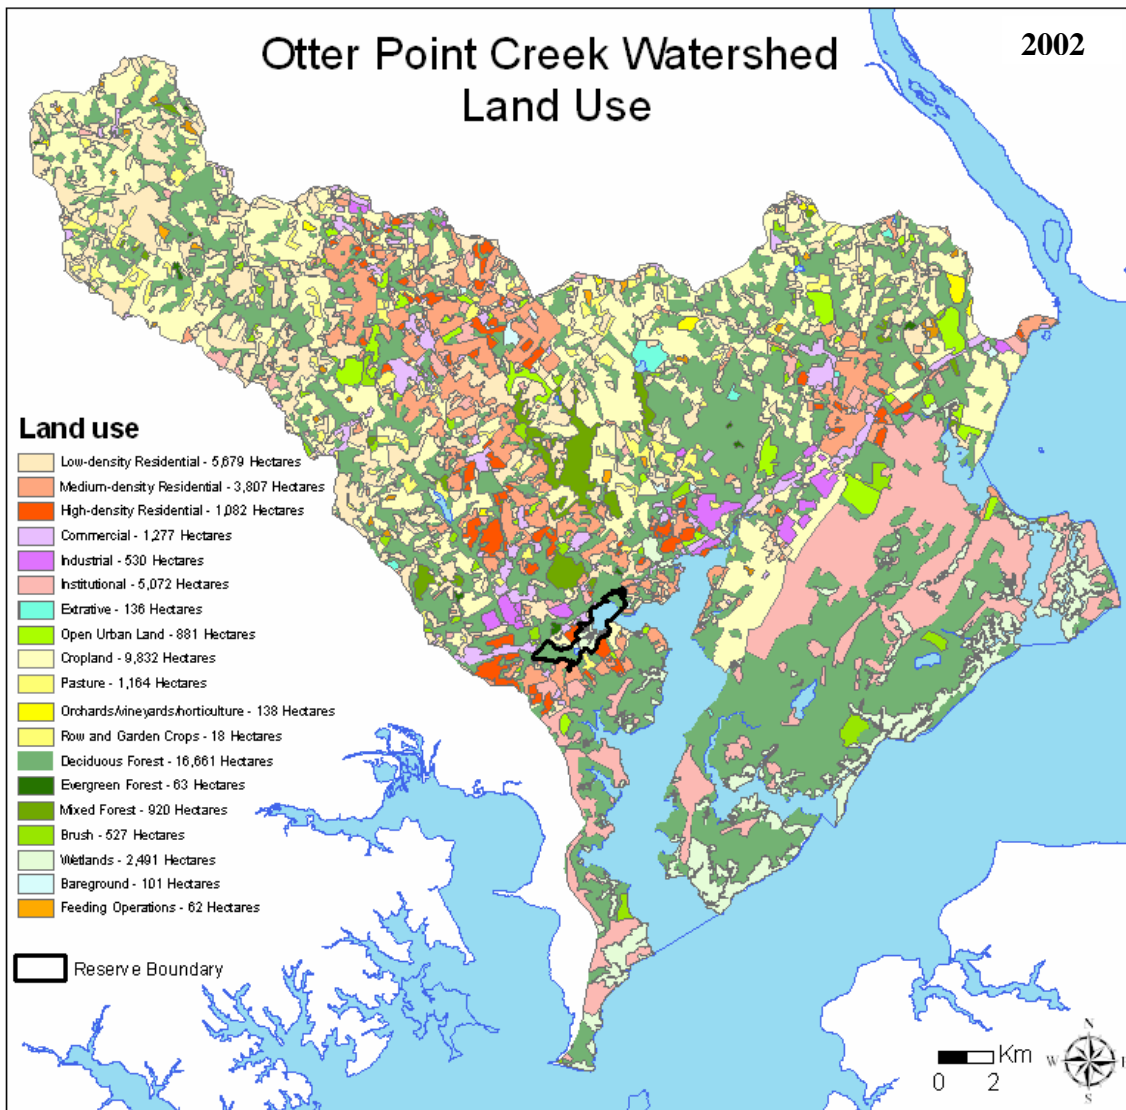 Otter Point Creek Watershed
Land Use
2002
Land use
Low-density Residential - 5,679 Hectares
Medium-density Residential - 3,807 Hectares
High-density Residential - 1,082 Hectares
Commercial - 1,277 Hectares
Industrial - 530 Hectares
Institutional - 5,072 Hectares
Extrative - 136 Hectares
Open Urban Land - 881 Hectares
Cropland - 9,832 Hectares
Pasture - 1,164 Hectares
Orchards/vineyards/horticulture - 138 Hectares
Row and Garden Crops - 18 Hectares
Deciduous Forest - 16,661 Hectares
Evergreen Forest - 63 Hectares
Mixed Forest - 920 Hectares
Brush - 527 Hectares
Wetlands - 2,491 Hectares
Bareground - 101 Hectares
Feeding Operations - 62 Hectares
Reserve Boundary
Km
0 2
N
W E
S